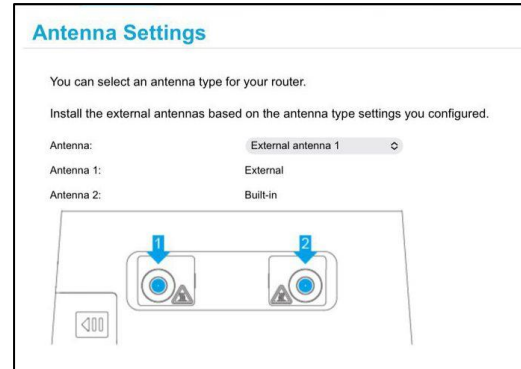 Antenna Settings
You can select an antenna type for your router.
Install the external antennas based on the antenna type settings you configured.
Antenna: External antenna 1
Antenna 1: External
Antenna 2: Built-in
1 2